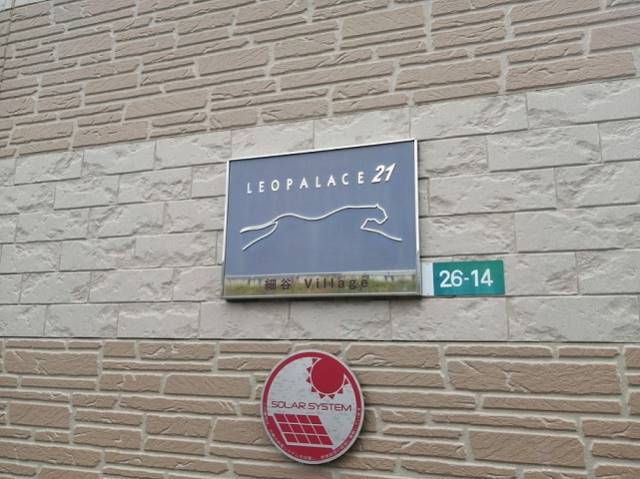 LEOPALACE 21
細谷 Village
26-14
SOLAR SYSTEM